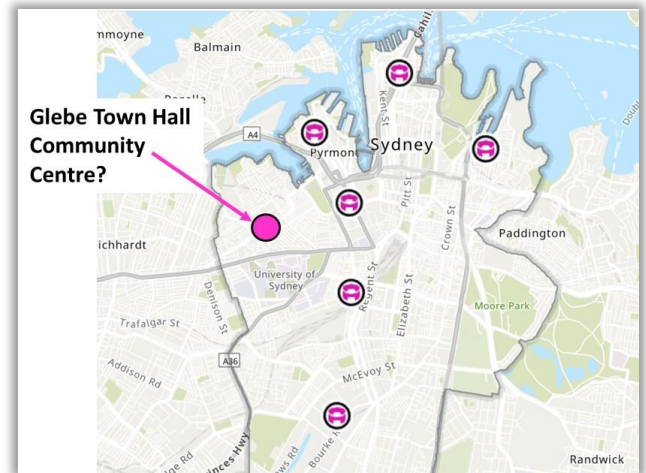 mmoyne
Balmain
Cahil
Kent St
Glebe Town Hall
Community
Centre?
A4
Pyrmont
Sydney
Pitt St
Crown St
Paddington
ichhardt
University of
Sydney
Denison St
Regent St
Elizabeth St
Moore Park
Trafalgar St
A36
McEvoy St
Addison Rd
Bourke R
Randwick